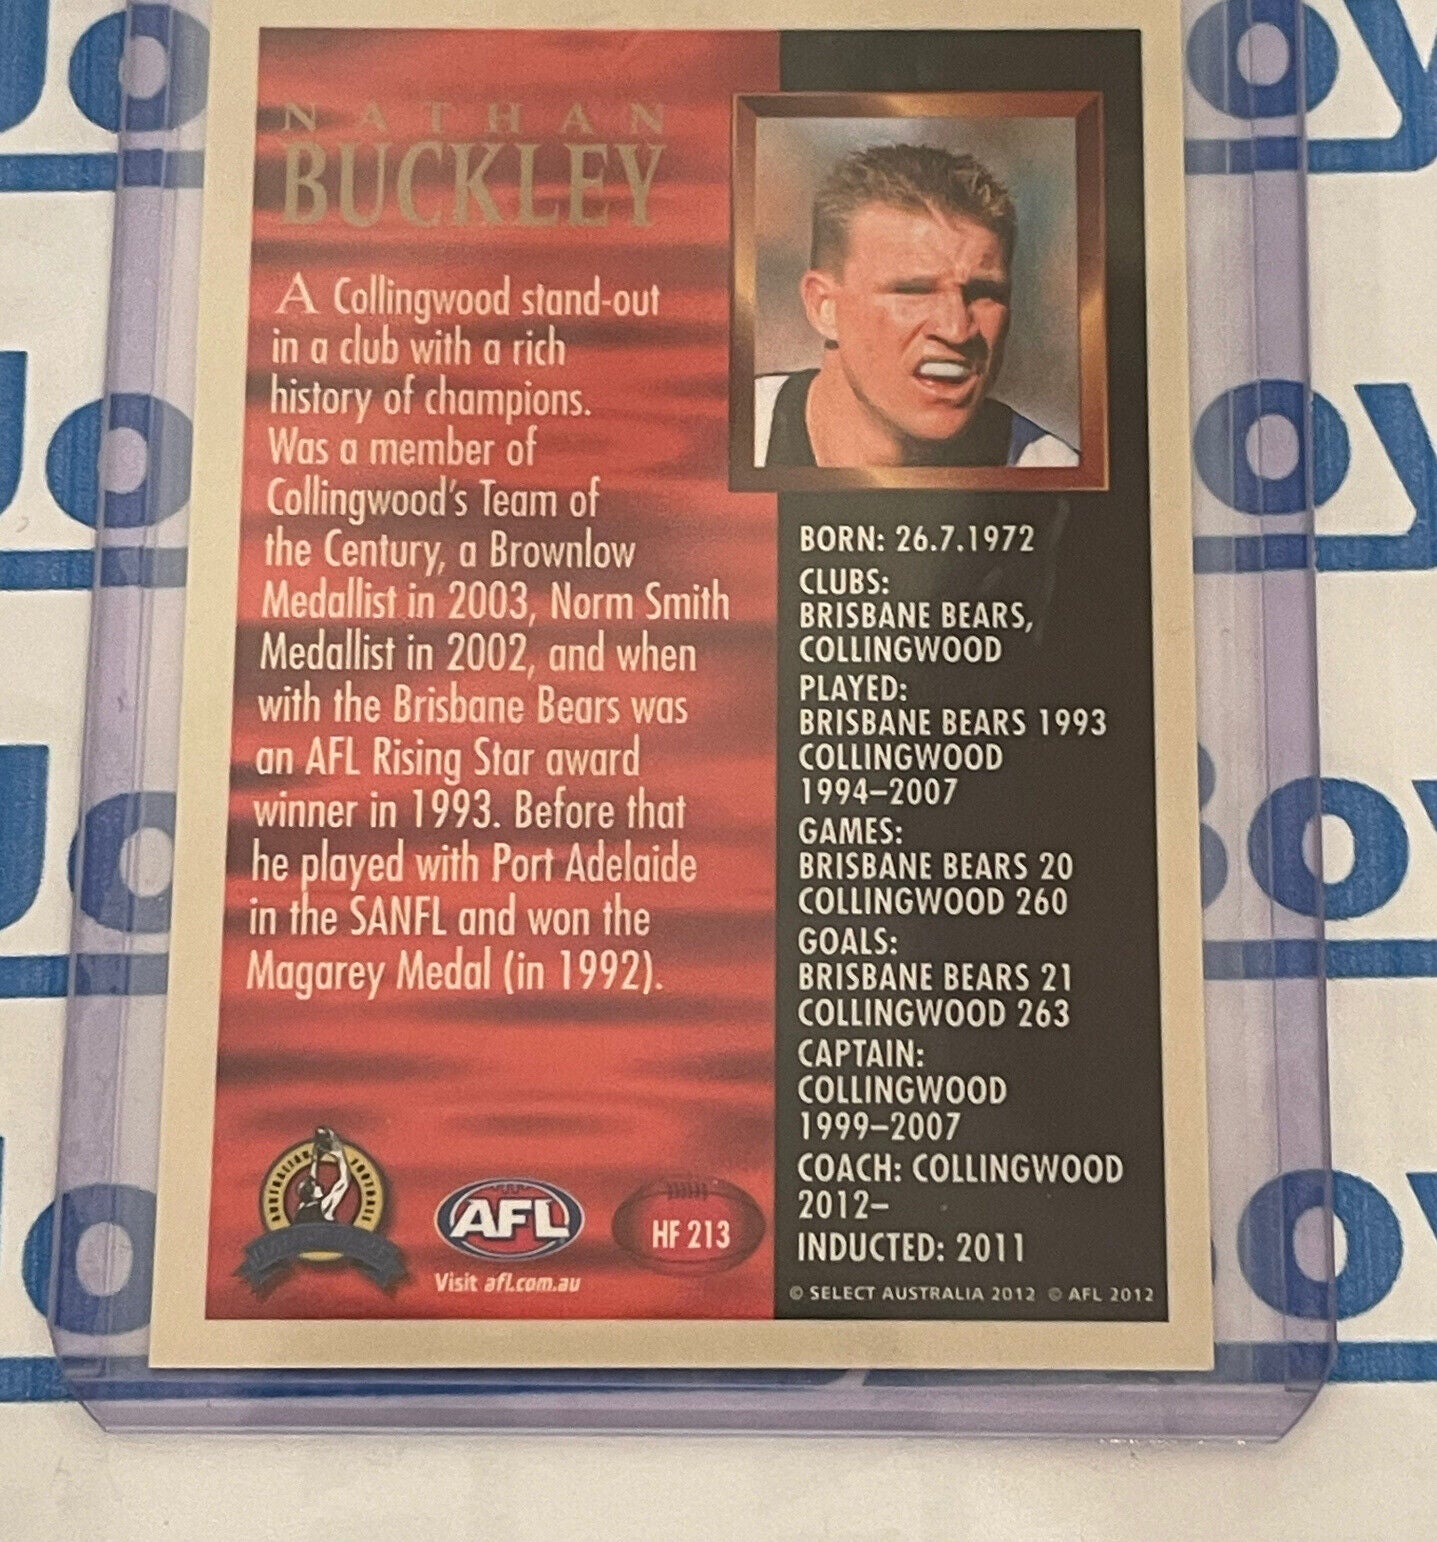 NATHAN
BUCKLEY
A Collingwood stand-out
in a club with a rich
history of champions.
Was a member of
Collingwood's Team of
the Century, a Brownlow
Medallist in 2003, Norm Smith
Medallist in 2002, and when
with the Brisbane Bears was
an AFL Rising Star award
winner in 1993. Before that
he played with Port Adelaide
in the SANFL and won the
Magarey Medal (in 1992).
BORN: 26.7.1972
CLUBS:
BRISBANE BEARS,
COLLINGWOOD
PLAYED:
BRISBANE BEARS 1993
COLLINGWOOD
1994–2007
GAMES:
BRISBANE BEARS 20
COLLINGWOOD 260
GOALS:
BRISBANE BEARS 21
COLLINGWOOD 263
CAPTAIN:
COLLINGWOOD
1999–2007
COACH: COLLINGWOOD
2012–
INDUCTED: 2011
© SELECT AUSTRALIA 2012 © AFL 2012
AUSTRALIAN FOOTBALL
AFL
Visit afl.com.au
HF 213